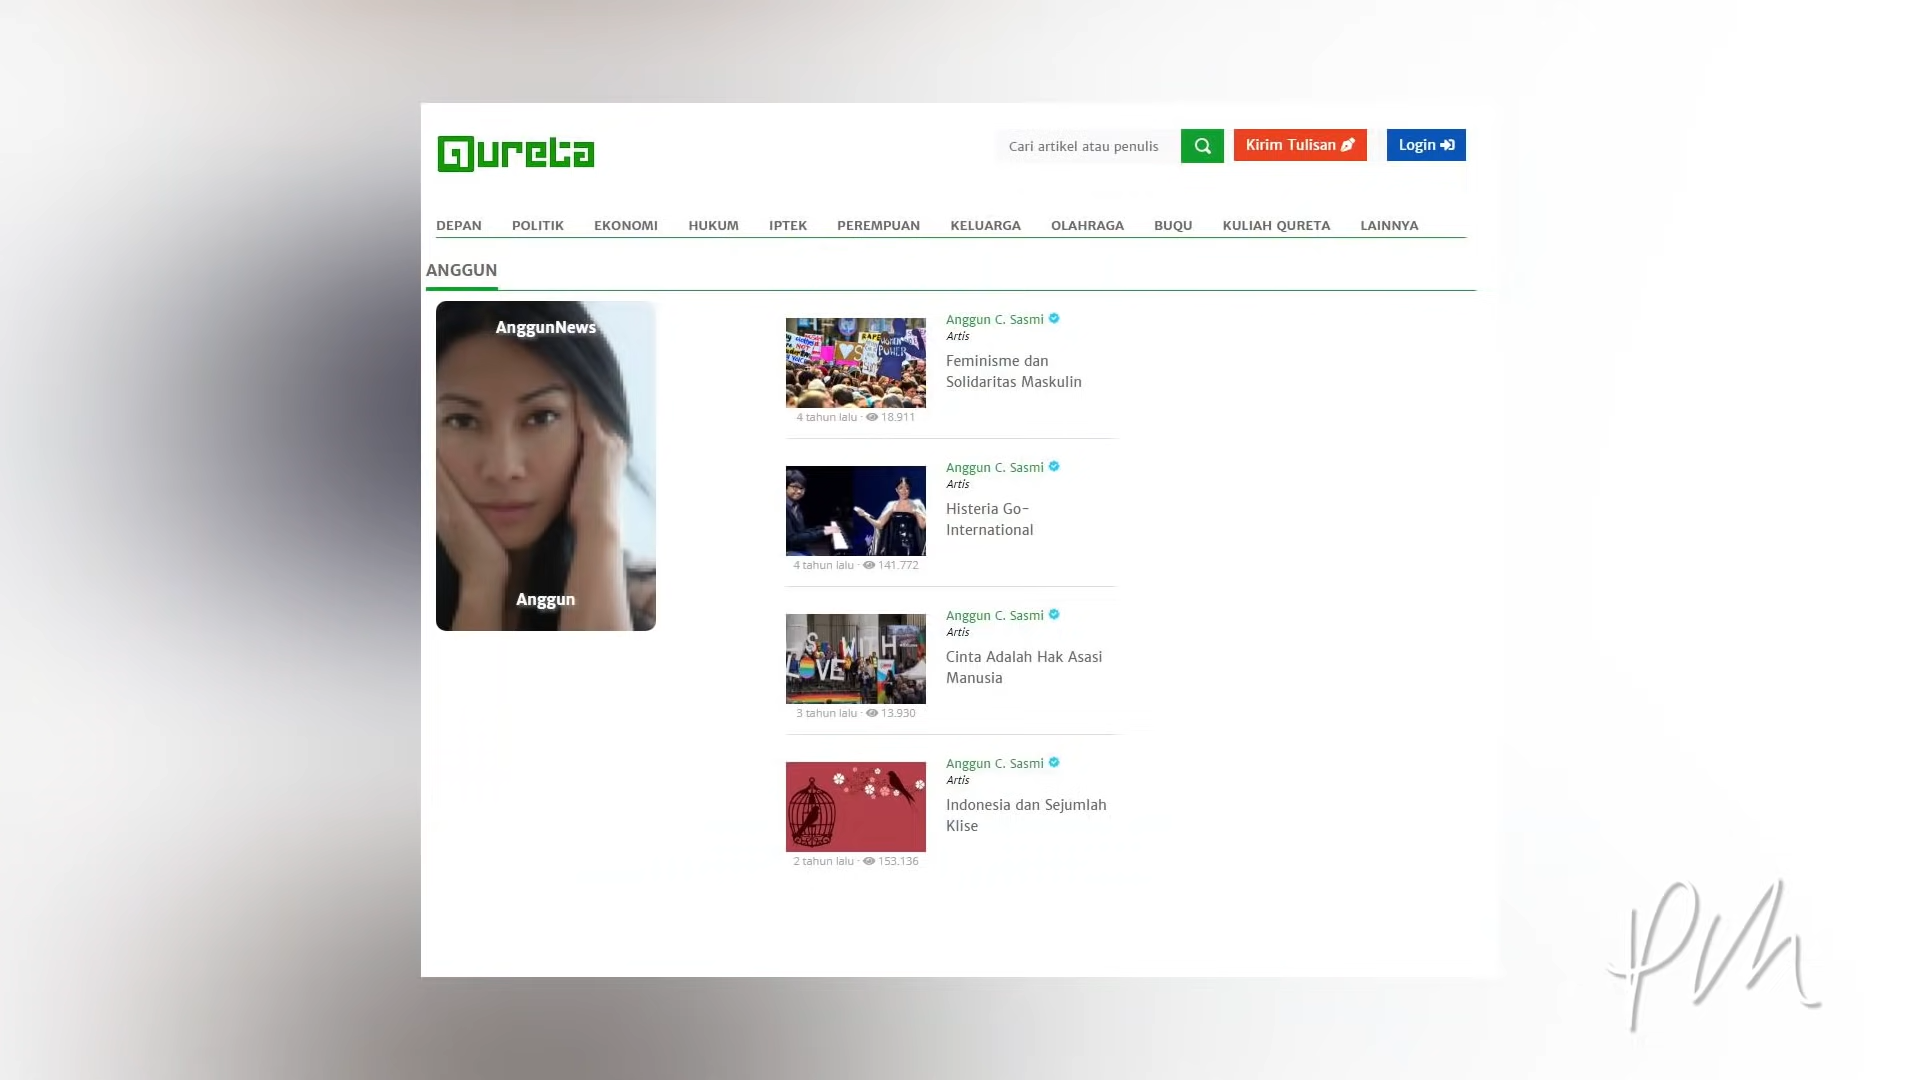 Qureta
Cari artikel atau penulis
Kirim Tulisan
Login
DEPAN POLITIK EKONOMI HUKUM IPTEK PEREMPUAN KELUARGA OLAHRAGA BUQU KULIAH QURETA LAINNYA
ANGGUN
AnggunNews
Anggun
Anggun C. Sasmi
Artis
Feminisme dan
Solidaritas Maskulin
4 tahun lalu · 18.911
Anggun C. Sasmi
Artis
Histeria Go-
International
4 tahun lalu · 141.772
Anggun C. Sasmi
Artis
Cinta Adalah Hak Asasi
Manusia
3 tahun lalu · 13.930
Anggun C. Sasmi
Artis
Indonesia dan Sejumlah
Klise
2 tahun lalu · 153.136